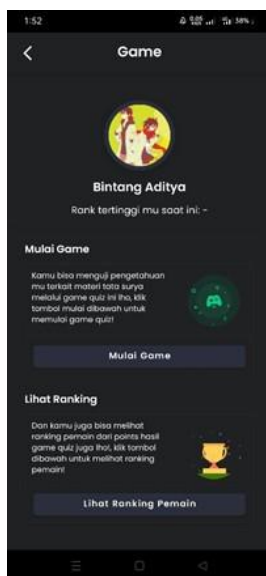 1:52
38%
Game
Bintang Aditya
Rank tertinggi mu saat ini: -
Mulai Game
Kamu bisa menguji pengetahuan
mu terkait materi tata surya
melalui game quiz ini lho, klik
tombol mulai dibawah untuk
memulai game quiz!
Mulai Game
Lihat Ranking
Dan kamu juga bisa melihat
ranking pemain dari points hasil
game quiz juga lho!, klik tombol
dibawah untuk melihat ranking
pemain!
Lihat Ranking Pemain